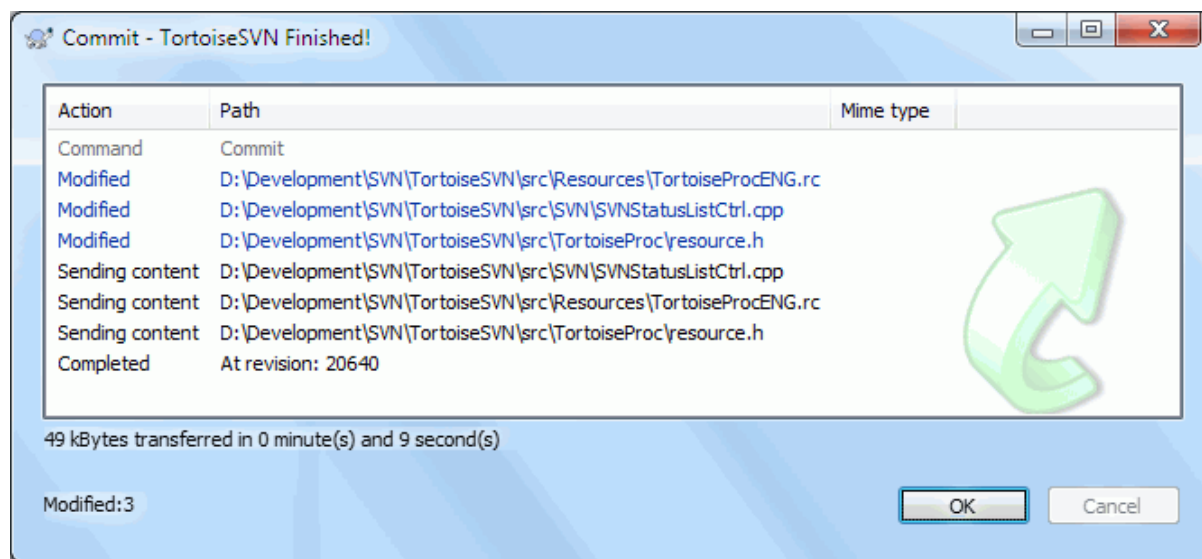 Commit - TortoiseSVN Finished!
Action Path Mime type
Command Commit
Modified D:\Development\SVN\TortoiseSVN\src\Resources\TortoiseProcENG.rc
Modified D:\Development\SVN\TortoiseSVN\src\SVN\SVNStatusListCtrl.cpp
Modified D:\Development\SVN\TortoiseSVN\src\TortoiseProc\resource.h
Sending content D:\Development\SVN\TortoiseSVN\src\SVN\SVNStatusListCtrl.cpp
Sending content D:\Development\SVN\TortoiseSVN\src\Resources\TortoiseProcENG.rc
Sending content D:\Development\SVN\TortoiseSVN\src\TortoiseProc\resource.h
Completed At revision: 20640
49 kBytes transferred in 0 minute(s) and 9 second(s)
Modified:3
OK Cancel